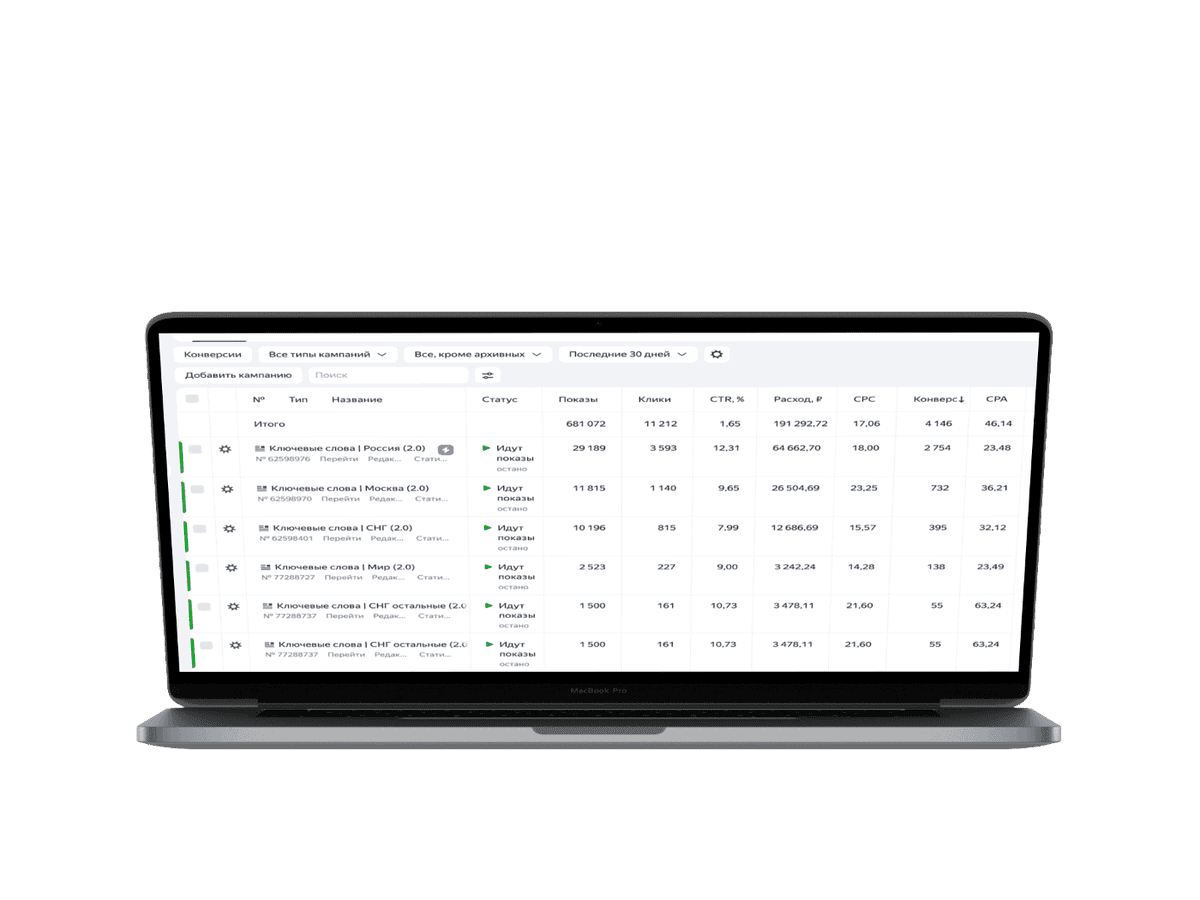 Конверсии Все типы кампаний Все, кроме архивных Последние 30 дней
Добавить кампанию Поиск
№ Тип Название Статус Показы Клики CTR, % Расход, ₽ CPC Конверс↓ CPA
Итого 681 072 11 212 1,65 191 292,72 17,06 4 146 46,14
Ключевые слова | Россия (2.0) Идут 29 189 3 593 12,31 64 662,70 18,00 2 754 23,48
№ 62598976 Перейти Редак... Стати... показы
остано
Ключевые слова | Москва (2.0) Идут 11 815 1 140 9,65 26 504,69 23,25 732 36,21
№ 62598970 Перейти Редак... Стати... показы
остано
Ключевые слова | СНГ (2.0) Идут 10 196 815 7,99 12 686,69 15,57 395 32,12
№ 62598401 Перейти Редак... Стати... показы
остано
Ключевые слова | Мир (2.0) Идут 2 523 227 9,00 3 242,24 14,28 138 23,49
№ 77288727 Перейти Редак... Стати... показы
остано
Ключевые слова | СНГ остальные (2.0 Идут 1 500 161 10,73 3 478,11 21,60 55 63,24
№ 77288737 Перейти Редак... Стати... показы
остано
Ключевые слова | СНГ остальные (2.0 Идут 1 500 161 10,73 3 478,11 21,60 55 63,24
№ 77288737 Перейти Редак... Стати... показы
остано
MacBook Pro